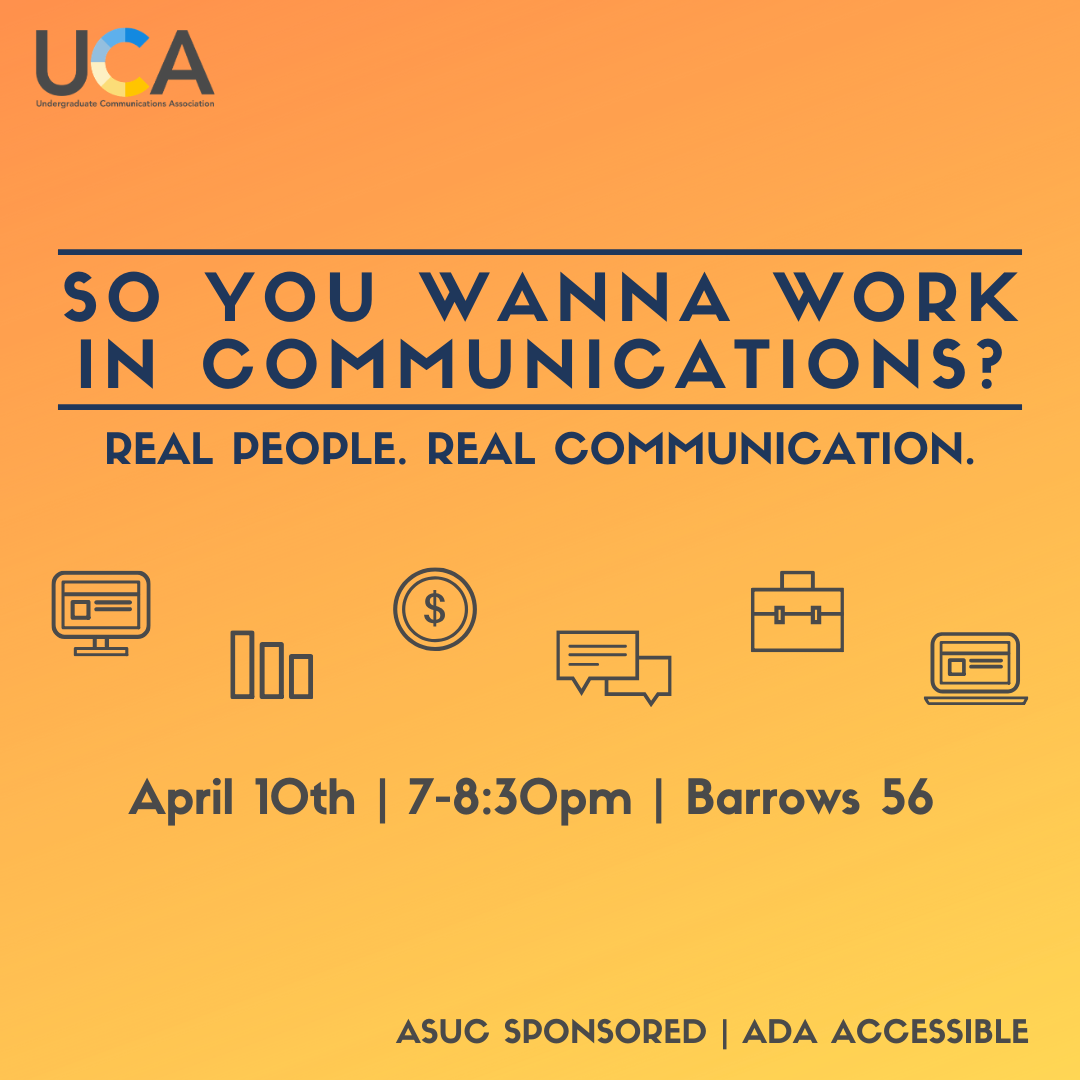 UCA
Undergraduate Communications Association
SO YOU WANNA WORK
IN COMMUNICATIONS?
REAL PEOPLE. REAL COMMUNICATION.
$
April 10th | 7-8:30pm | Barrows 56
ASUC SPONSORED | ADA ACCESSIBLE